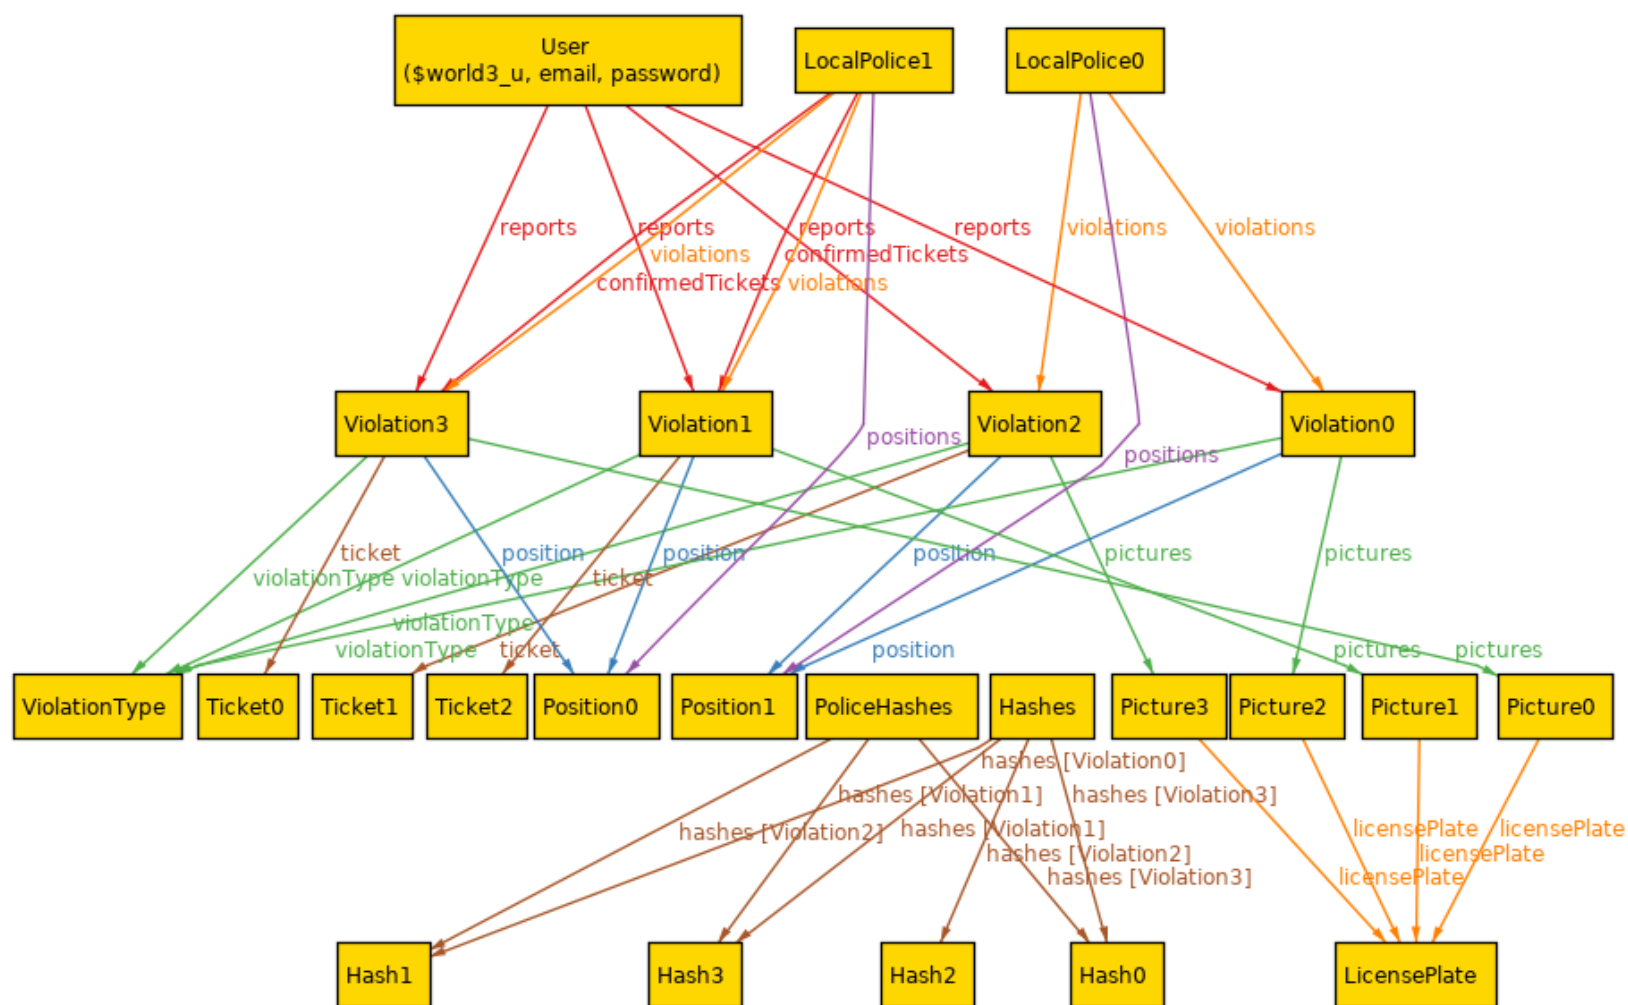 User
($world3_u, email, password)
LocalPolice1
LocalPolice0
reports
reports
reports
reports
violations
violations
violations
confirmedTickets
confirmedTickets
violations
Violation3
Violation1
Violation2
Violation0
positions
positions
ticket
position
position
position
pictures
pictures
violationType
violationType
ticket
violationType
violationType
ticket
position
pictures
pictures
ViolationType
Ticket0
Ticket1
Ticket2
Position0
Position1
PoliceHashes
Hashes
Picture3
Picture2
Picture1
Picture0
hashes [Violation0]
hashes [Violation1]
hashes [Violation3]
hashes [Violation2]
hashes [Violation1]
licensePlate
licensePlate
hashes [Violation2]
licensePlate
hashes [Violation3]
licensePlate
Hash1
Hash3
Hash2
Hash0
LicensePlate